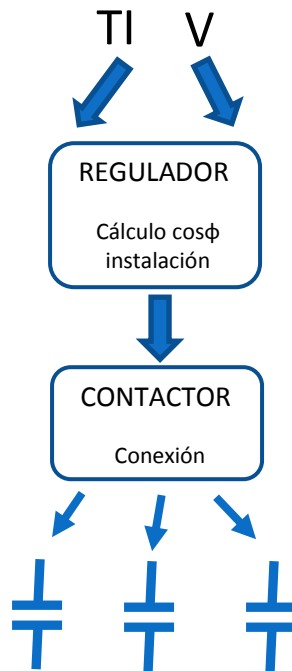 TI V
REGULADOR
Cálculo cosϕ
instalación
CONTACTOR
Conexión